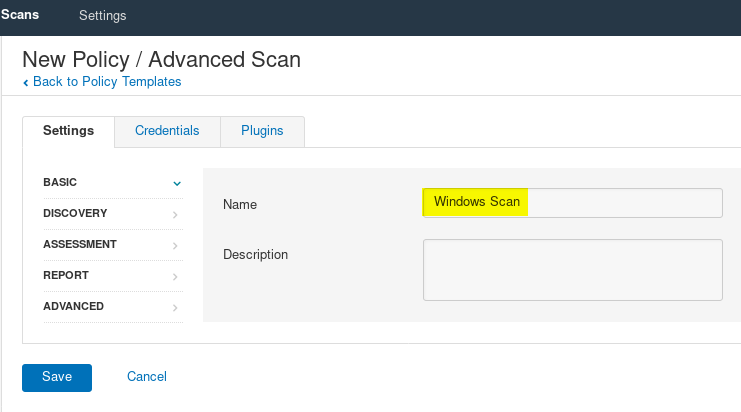 Scans Settings
New Policy / Advanced Scan
Back to Policy Templates
Settings Credentials Plugins
BASIC
DISCOVERY
ASSESSMENT
REPORT
ADVANCED
Name Windows Scan
Description
Save Cancel